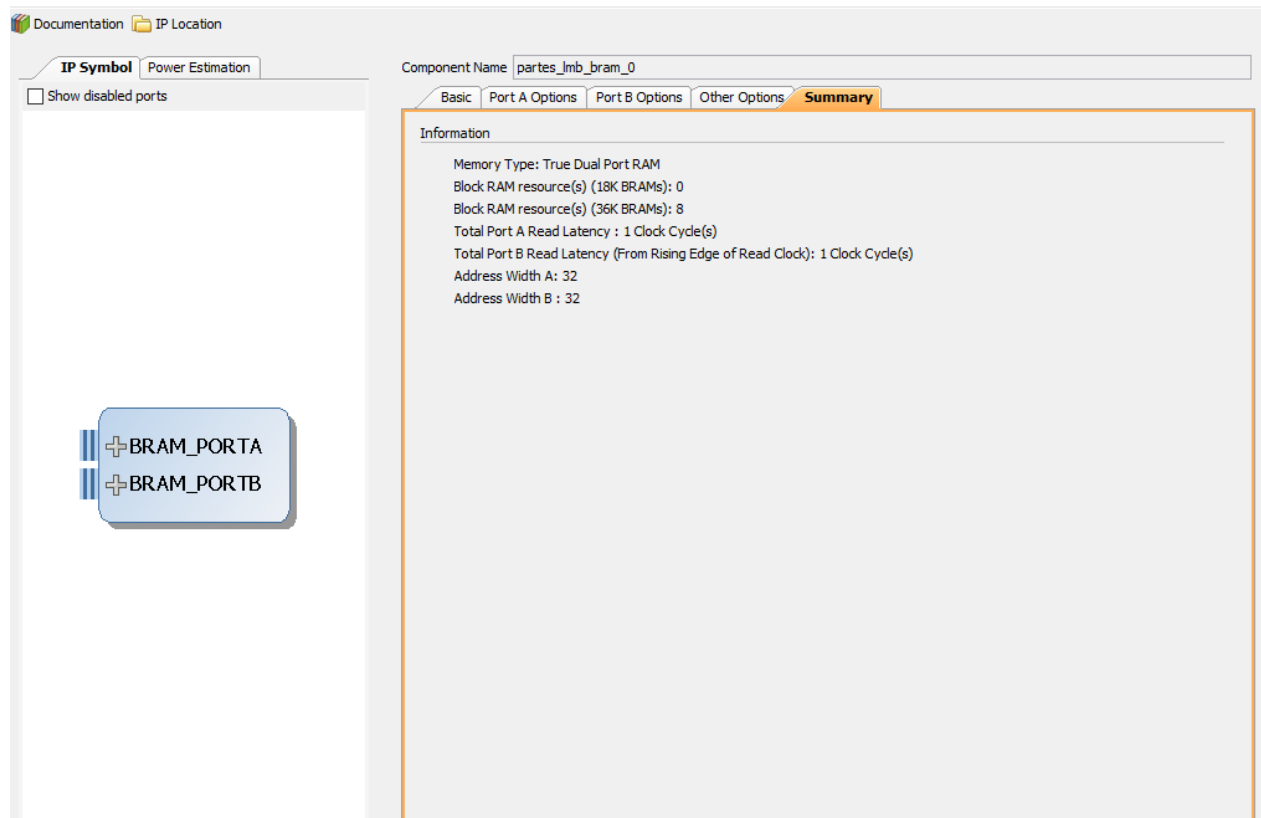 Documentation IP Location
IP Symbol Power Estimation
Show disabled ports
BRAM_PORTA
BRAM_PORTB
Component Name partes_lmb_bram_0
Basic Port A Options Port B Options Other Options Summary
Information
Memory Type: True Dual Port RAM
Block RAM resource(s) (18K BRAMs): 0
Block RAM resource(s) (36K BRAMs): 8
Total Port A Read Latency : 1 Clock Cycle(s)
Total Port B Read Latency (From Rising Edge of Read Clock): 1 Clock Cycle(s)
Address Width A: 32
Address Width B : 32